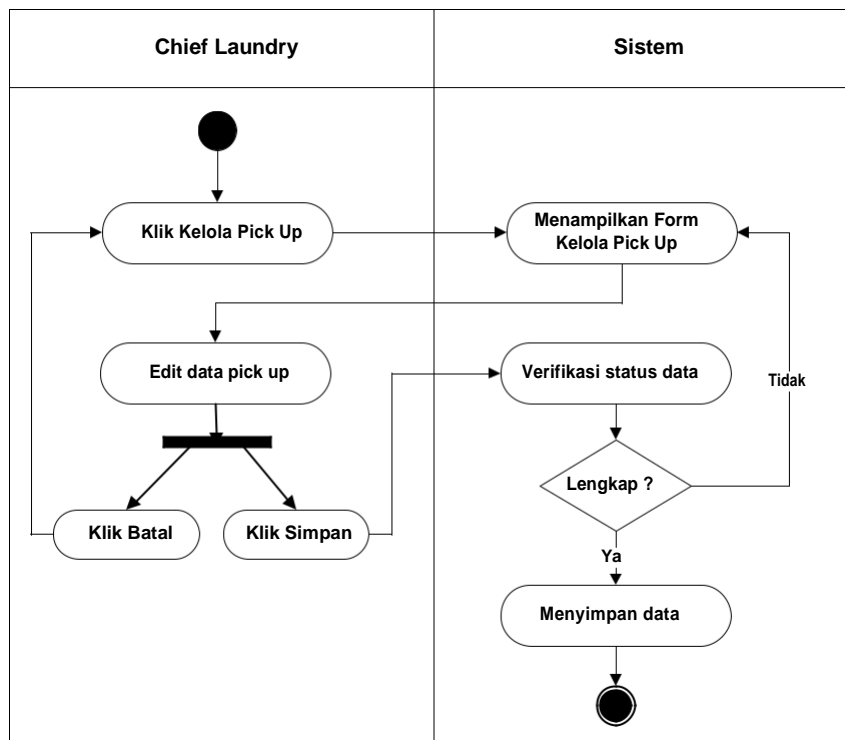 Chief Laundry
Sistem
Klik Kelola Pick Up
Menampilkan Form
Kelola Pick Up
Edit data pick up
Verifikasi status data
Tidak
Lengkap ?
Klik Batal
Klik Simpan
Ya
Menyimpan data